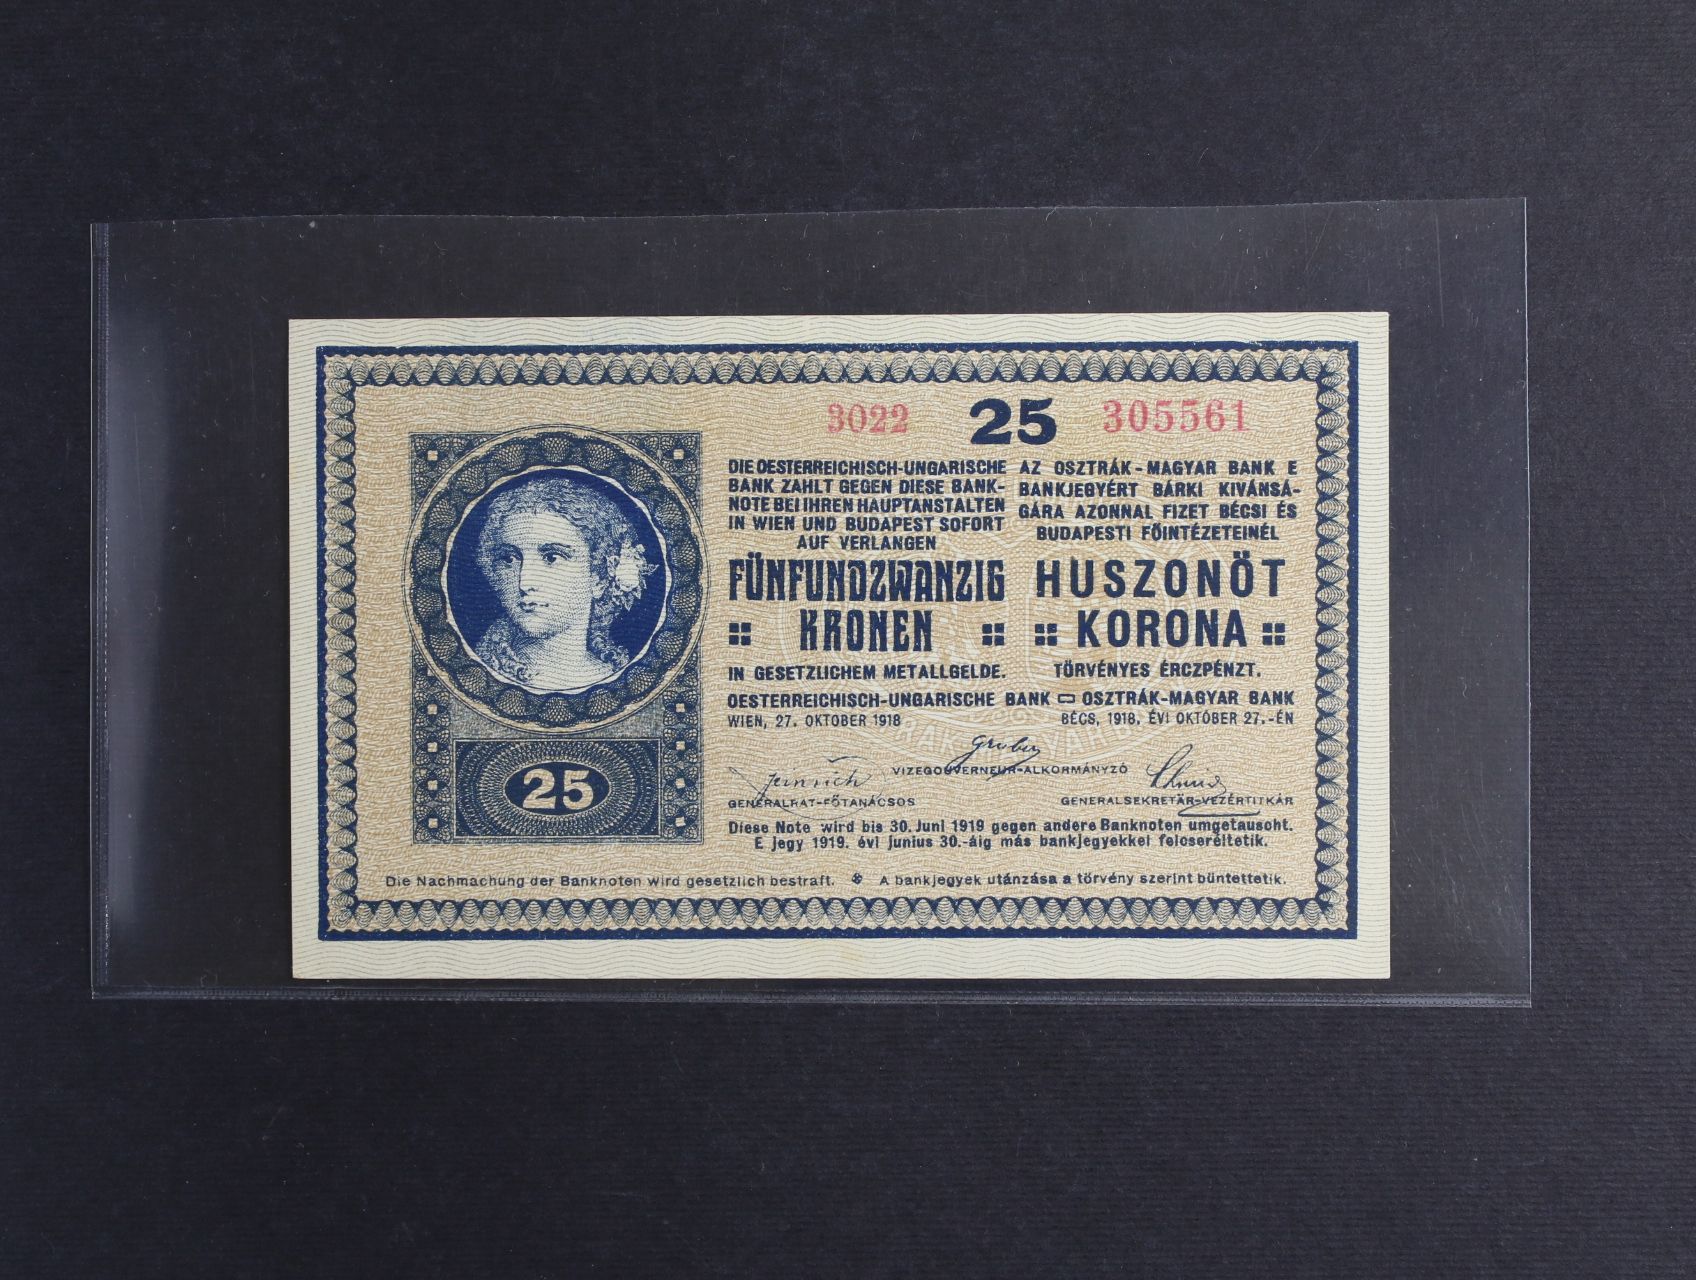 3022 25 305561
DIE OESTERREICHISCH-UNGARISCHE
BANK ZAHLT GEGEN DIESE BANK-
NOTE BEI IHREN HAUPTANSTALTEN
IN WIEN UND BUDAPEST SOFORT
AUF VERLANGEN
FÜNFUNDZWANZIG
KRONEN
IN GESETZLICHEM METALLGELDE.
AZ OSZTRÁK-MAGYAR BANK E
BANKJEGYÉRT BÁRKI KIVÁNSÁ-
GÁRA AZONNAL FIZET BÉCSI ÉS
BUDAPESTI FŐINTÉZETEINÉL
HUSZONÖT
KORONA
TÖRVÉNYES ÉRCZPÉNZT.
OESTERREICHISCH-UNGARISCHE BANK OSZTRÁK-MAGYAR BANK
WIEN, 27. OKTOBER 1918 BÉCS, 1918. ÉVI OKTÓBER 27.-ÉN
Gruber
VIZEGOUVERNEUR-ALKORMÁNYZÓ
Schmid
GENERALRAT-FŐTANÁCSOS GENERALSEKRETÄR-VEZÉRTITKÁR
25
Diese Note wird bis 30. Juni 1919 gegen andere Banknoten umgetauscht.
E jegy 1919. évi junius 30.-áig más bankjegyekkel felcseréltetik.
Die Nachmachung der Banknoten wird gesetzlich bestraft. A bankjegyek utánzása a törvény szerint büntettetik.